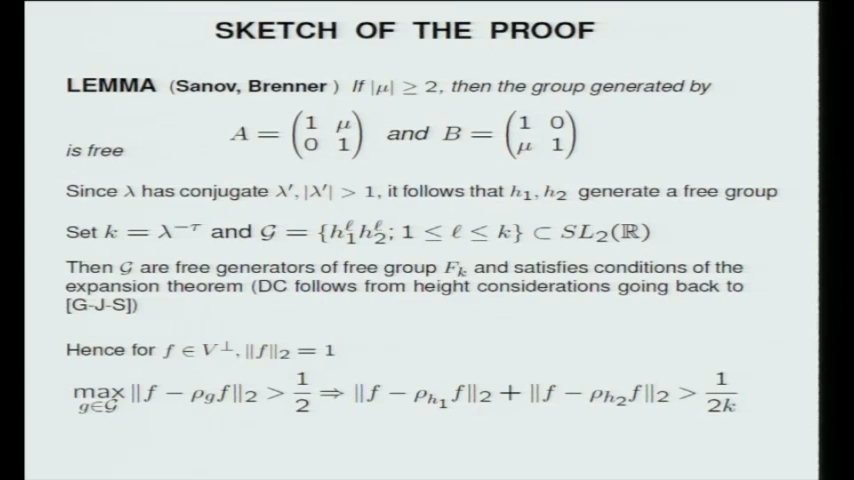 SKETCH OF THE PROOF
LEMMA (Sanov, Brenner ) If |μ| ≥ 2, then the group generated by
A = (1 μ
0 1) and B = (1 0
μ 1)
is free
Since λ has conjugate λ′, |λ′| > 1, it follows that h₁, h₂ generate a free group
Set k = λ^{−τ} and 𝒢 = {h₁^ℓ h₂^ℓ; 1 ≤ ℓ ≤ k} ⊂ SL₂(ℝ)
Then 𝒢 are free generators of free group F_k and satisfies conditions of the
expansion theorem (DC follows from height considerations going back to
[G-J-S])
Hence for f ∈ V^⊥, ‖f‖₂ = 1
max_{g∈𝒢} ‖f − ρ_g f‖₂ > 1/2 ⇒ ‖f − ρ_{h₁} f‖₂ + ‖f − ρ_{h₂} f‖₂ > 1/2k